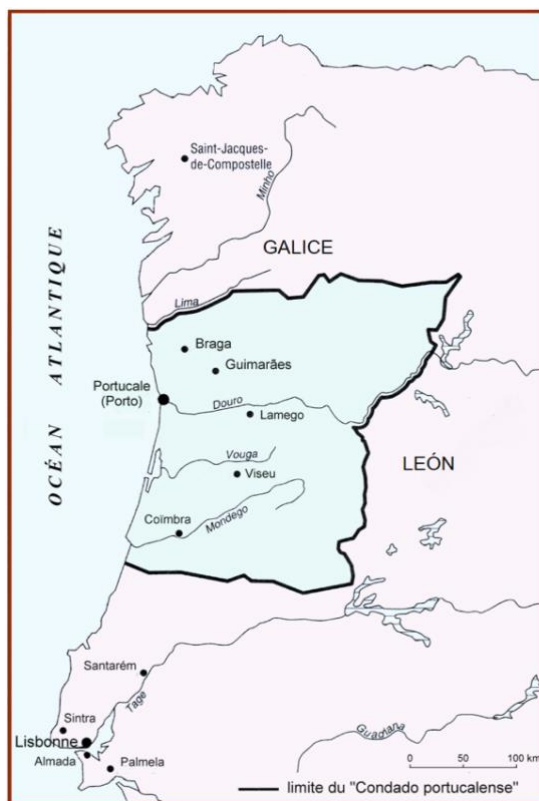 Saint-Jacques-
de-Compostelle
Minho
OCÉAN ATLANTIQUE
GALICE
Lima
Braga
Guimarães
Portucale
(Porto)
Douro
Lamego
Vouga
Viseu
LEÓN
Coïmbra
Mondego
Santarém
Tage
Sintra
Lisbonne
Guadiana
Almada
Palmela
0 50 100 km
limite du "Condado portucalense"